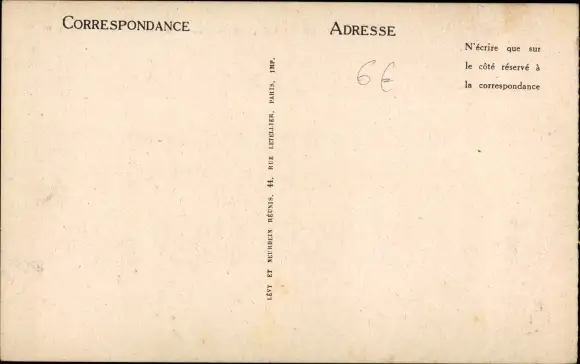 CORRESPONDANCE
ADRESSE
N'écrire que sur
le côté réservé à
la correspondance
6€
LÉVY ET NEURDEIN RÉUNIS, 44, RUE LETELLIER, PARIS, IMP.